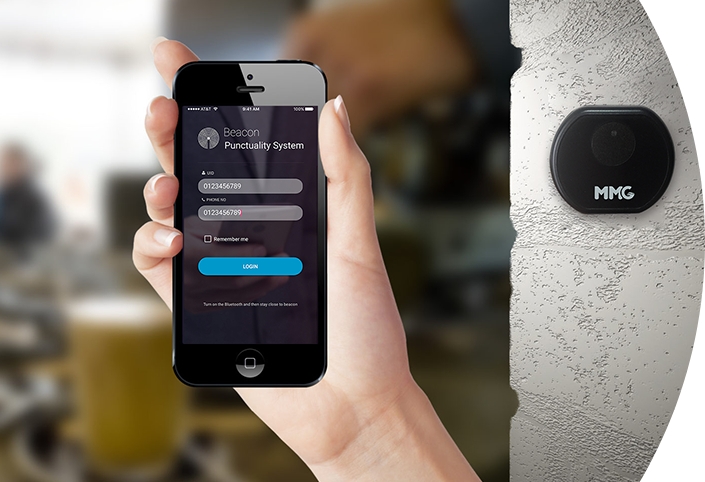 AT&T
9:41 AM
100%
Beacon
Punctuality System
UID
0123456789
PHONE NO
0123456789
Remember me
LOGIN
Turn on the Bluetooth and then stay close to beacon
MMG